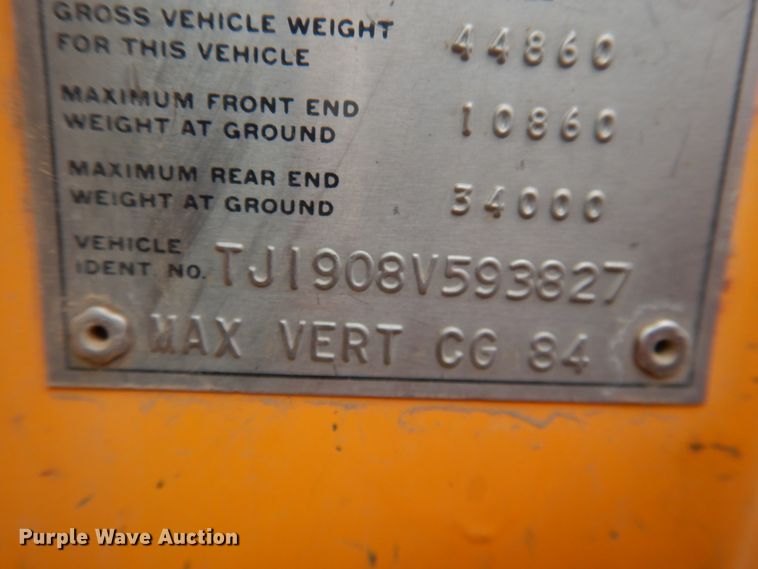 GROSS VEHICLE WEIGHT
FOR THIS VEHICLE 44860
MAXIMUM FRONT END
WEIGHT AT GROUND 10860
MAXIMUM REAR END
WEIGHT AT GROUND 34000
VEHICLE
IDENT. NO. TJ1908V593827
MAX VERT CG 84
Purple Wave Auction